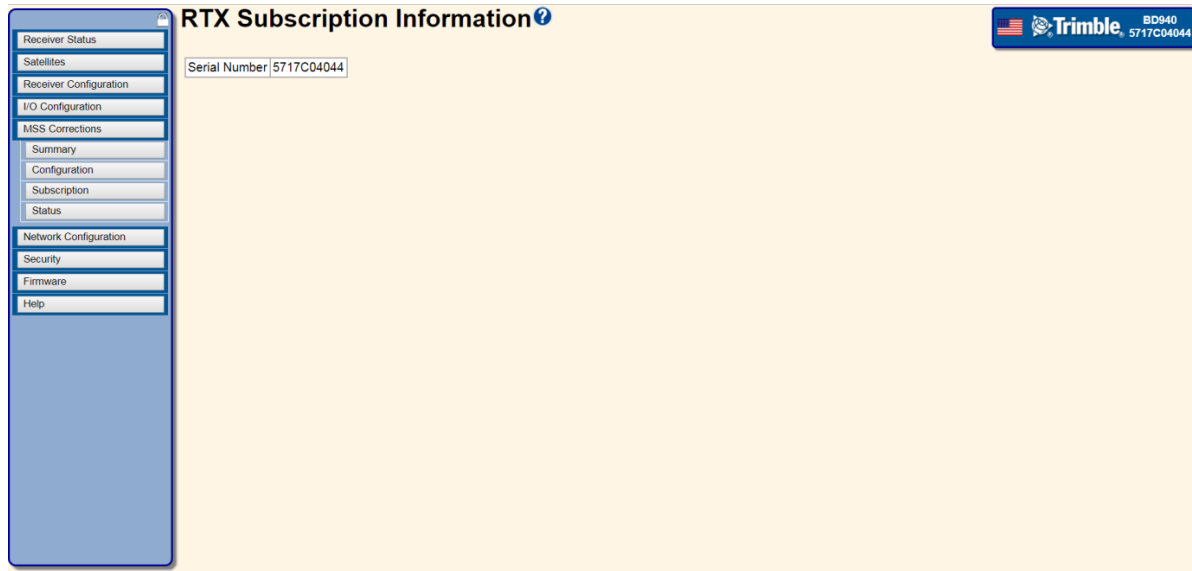 RTX Subscription Information?
Trimble® BD940
5717C04044
Receiver Status
Satellites
Receiver Configuration
I/O Configuration
MSS Corrections
Summary
Configuration
Subscription
Status
Network Configuration
Security
Firmware
Help
Serial Number 5717C04044